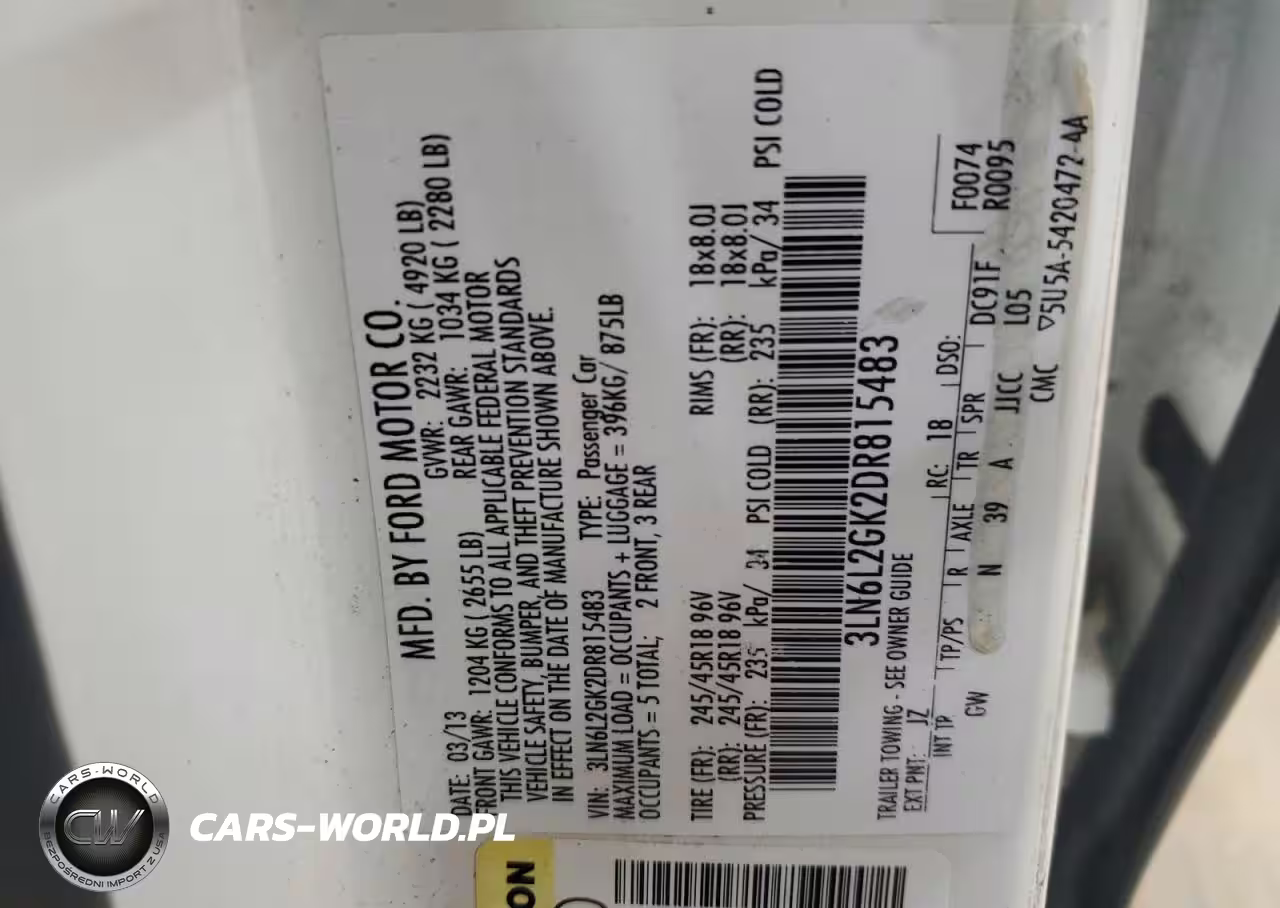 MFD. BY FORD MOTOR CO.
DATE: 03/13 GVWR: 2232 KG ( 4920 LB)
FRONT GAWR: 1204 KG ( 2655 LB) REAR GAWR: 1034 KG ( 2280 LB)
THIS VEHICLE CONFORMS TO ALL APPLICABLE FEDERAL MOTOR
VEHICLE SAFETY, BUMPER, AND THEFT PREVENTION STANDARDS
IN EFFECT ON THE DATE OF MANUFACTURE SHOWN ABOVE.
VIN: 3LN6L2GK2DR815483 TYPE: Passenger Car
MAXIMUM LOAD = OCCUPANTS + LUGGAGE = 396KG/ 875LB
OCCUPANTS = 5 TOTAL; 2 FRONT, 3 REAR
TIRE (FR): 245/45R18 96V RIMS (FR): 18x8.0J
(RR): 245/45R18 96V (RR): 18x8.0J
PRESSURE (FR): 235 kPa/ 34 PSI COLD (RR): 235 kPa/ 34 PSI COLD
3LN6L2GK2DR815483
TRAILER TOWING - SEE OWNER GUIDE
EXT PNT: JZ RC: 18 DSO: F0074
R0095
INT TP TP/PS R AXLE TR SPR DC91F
GW N 39 A JJCC L05
CMC ▽5U5A-5420472-AA
ON
CARS-WORLD
CW
BEZPOŚREDNI IMPORT Z USA
CARS-WORLD.PL